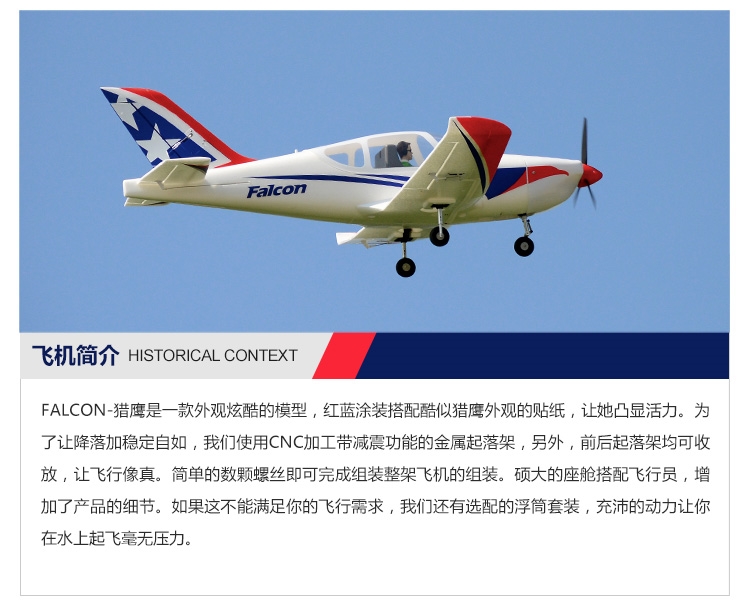 Falcon
飞机简介 HISTORICAL CONTEXT
FALCON-猎鹰是一款外观炫酷的模型，红蓝涂装搭配酷似猎鹰外观的贴纸，让她凸显活力。为
了让降落加稳定自如，我们使用CNC加工带减震功能的金属起落架，另外，前后起落架均可收
放，让飞行像真。简单的数颗螺丝即可完成组装整架飞机的组装。硕大的座舱搭配飞行员，增
加了产品的细节。如果这不能满足你的飞行需求，我们还有选配的浮筒套装，充沛的动力让你
在水上起飞毫无压力。